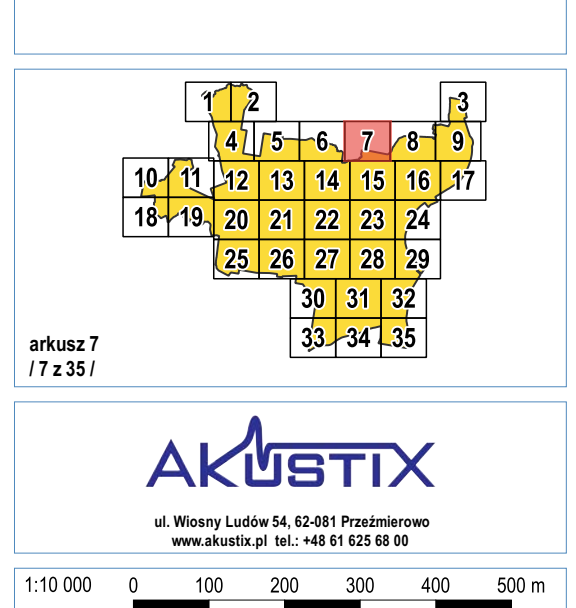 1 2 3
4 5 6 7 8 9
10 11 12 13 14 15 16 17
18 19 20 21 22 23 24
25 26 27 28 29
30 31 32
33 34 35
arkusz 7
/ 7 z 35 /
AKUSTIX
ul. Wiosny Ludów 54, 62-081 Przeźmierowo
www.akustix.pl tel.: +48 61 625 68 00
1:10 000 0 100 200 300 400 500 m